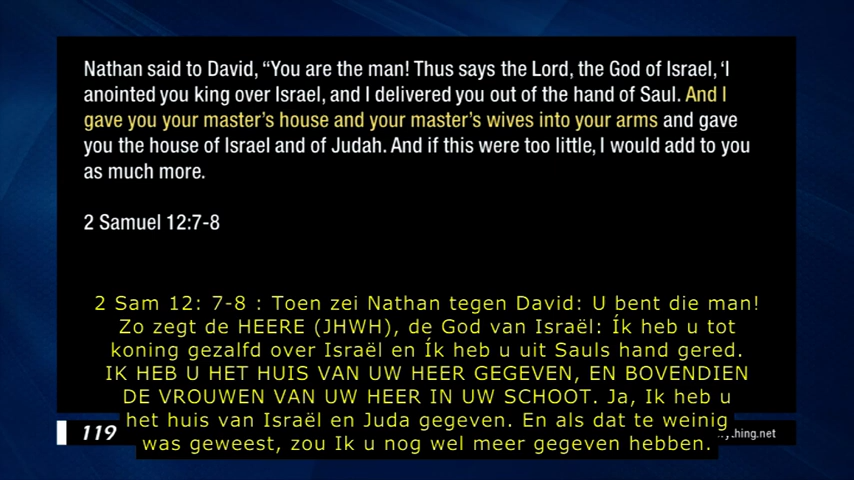 Nathan said to David, “You are the man! Thus says the Lord, the God of Israel, ‘I
anointed you king over Israel, and I delivered you out of the hand of Saul. And I
gave you your master’s house and your master’s wives into your arms and gave
you the house of Israel and of Judah. And if this were too little, I would add to you
as much more.
2 Samuel 12:7-8
2 Sam 12: 7-8 : Toen zei Nathan tegen David: U bent die man!
Zo zegt de HEERE (JHWH), de God van Israël: Ík heb u tot
koning gezalfd over Israël en Ík heb u uit Sauls hand gered.
IK HEB U HET HUIS VAN UW HEER GEGEVEN, EN BOVENDIEN
DE VROUWEN VAN UW HEER IN UW SCHOOT. Ja, Ik heb u
het huis van Israël en Juda gegeven. En als dat te weinig
119
was geweest, zou Ik u nog wel meer gegeven hebben.